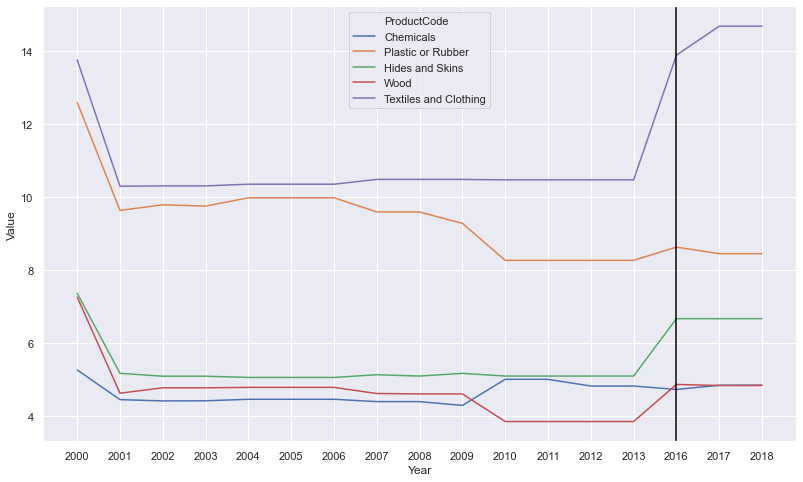 ProductCode
Chemicals
Plastic or Rubber
Hides and Skins
Wood
Textiles and Clothing
14
12
10
8
6
4
Value
2000 2001 2002 2003 2004 2005 2006 2007 2008 2009 2010 2011 2012 2013 2016 2017 2018
Year